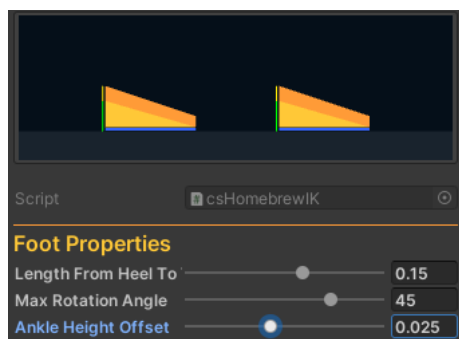 Script csHomebrewIK
Foot Properties
Length From Heel To 0.15
Max Rotation Angle 45
Ankle Height Offset 0.025